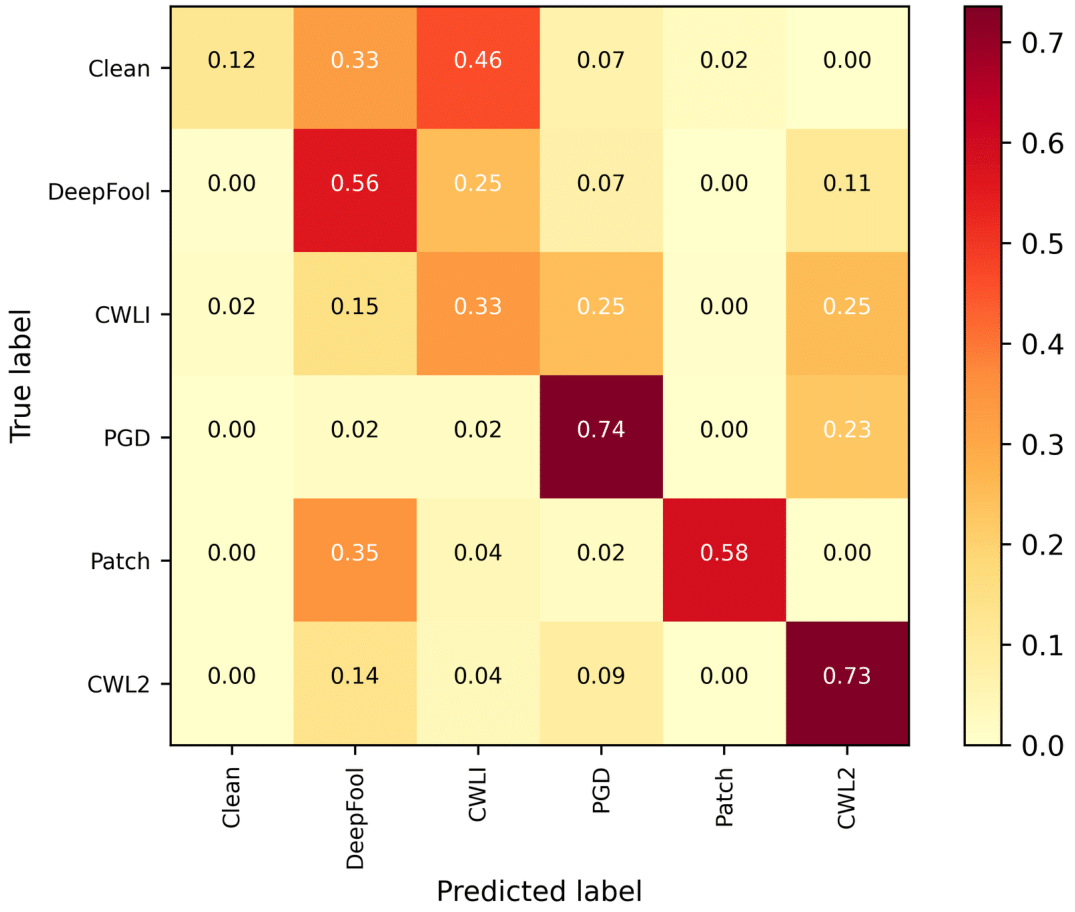 Clean 0.12 0.33 0.46 0.07 0.02 0.00
DeepFool 0.00 0.56 0.25 0.07 0.00 0.11
CWLI 0.02 0.15 0.33 0.25 0.00 0.25
PGD 0.00 0.02 0.02 0.74 0.00 0.23
Patch 0.00 0.35 0.04 0.02 0.58 0.00
CWL2 0.00 0.14 0.04 0.09 0.00 0.73
Clean DeepFool CWLI PGD Patch CWL2
Predicted label
True label
0.7
0.6
0.5
0.4
0.3
0.2
0.1
0.0